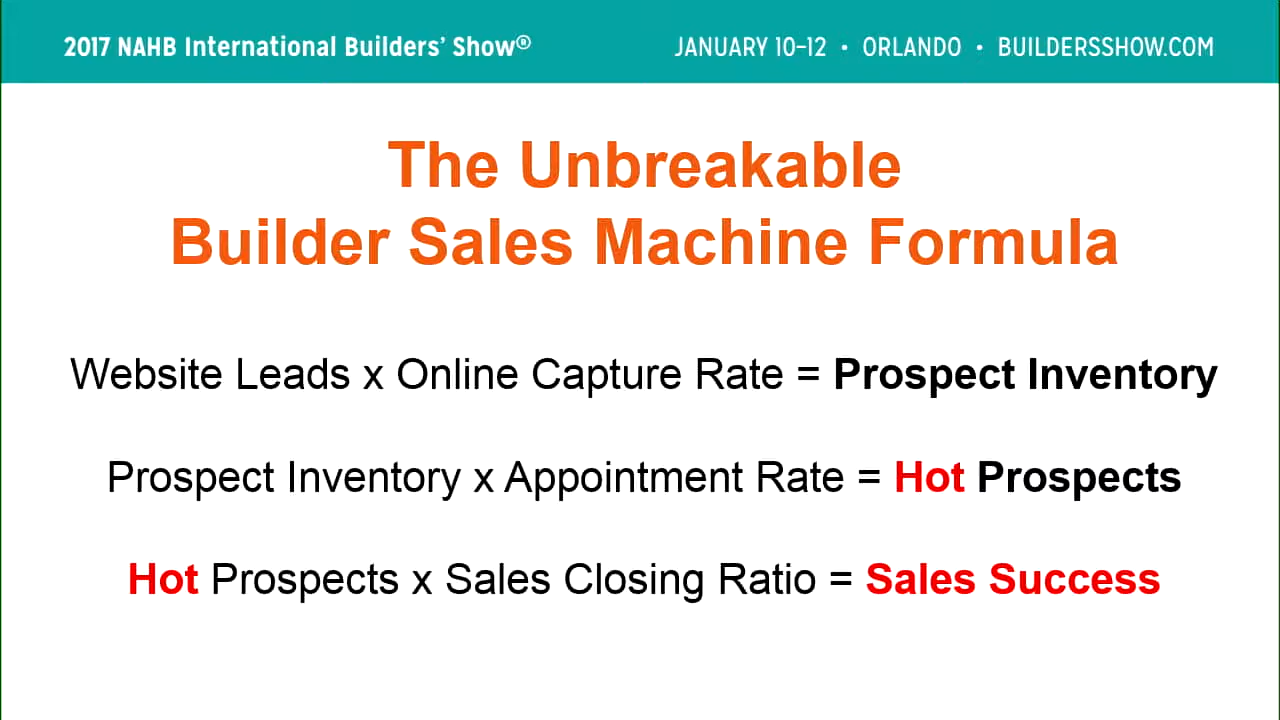 2017 NAHB International Builders' Show® JANUARY 10–12 • ORLANDO • BUILDERSSHOW.COM
The Unbreakable
Builder Sales Machine Formula
Website Leads x Online Capture Rate = Prospect Inventory
Prospect Inventory x Appointment Rate = Hot Prospects
Hot Prospects x Sales Closing Ratio = Sales Success